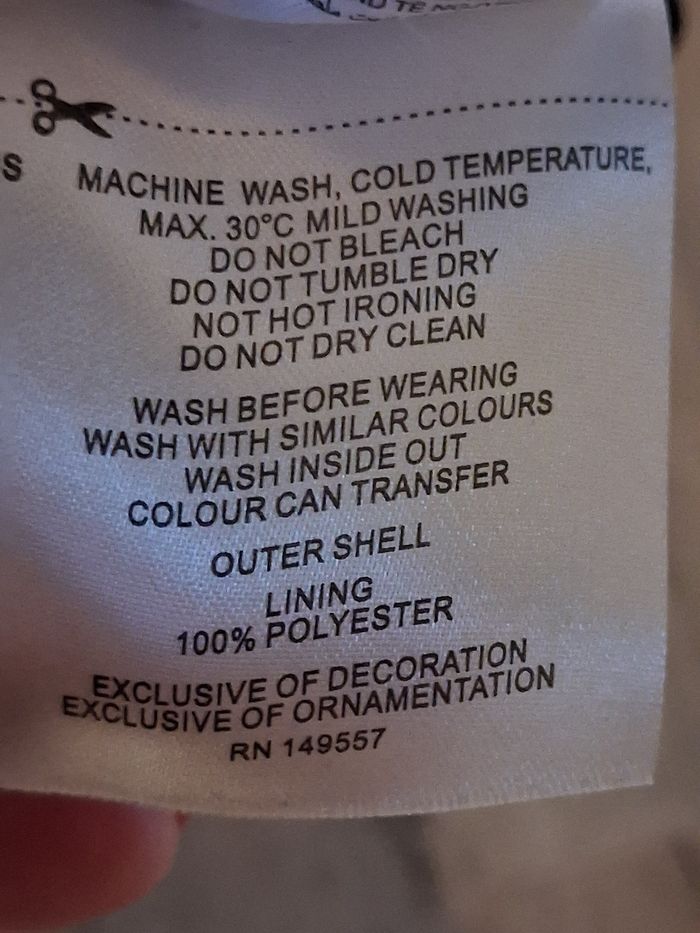 TE
S
MACHINE WASH, COLD TEMPERATURE,
MAX. 30°C MILD WASHING
DO NOT BLEACH
DO NOT TUMBLE DRY
NOT HOT IRONING
DO NOT DRY CLEAN
WASH BEFORE WEARING
WASH WITH SIMILAR COLOURS
WASH INSIDE OUT
COLOUR CAN TRANSFER
OUTER SHELL
LINING
100% POLYESTER
EXCLUSIVE OF DECORATION
EXCLUSIVE OF ORNAMENTATION
RN 149557